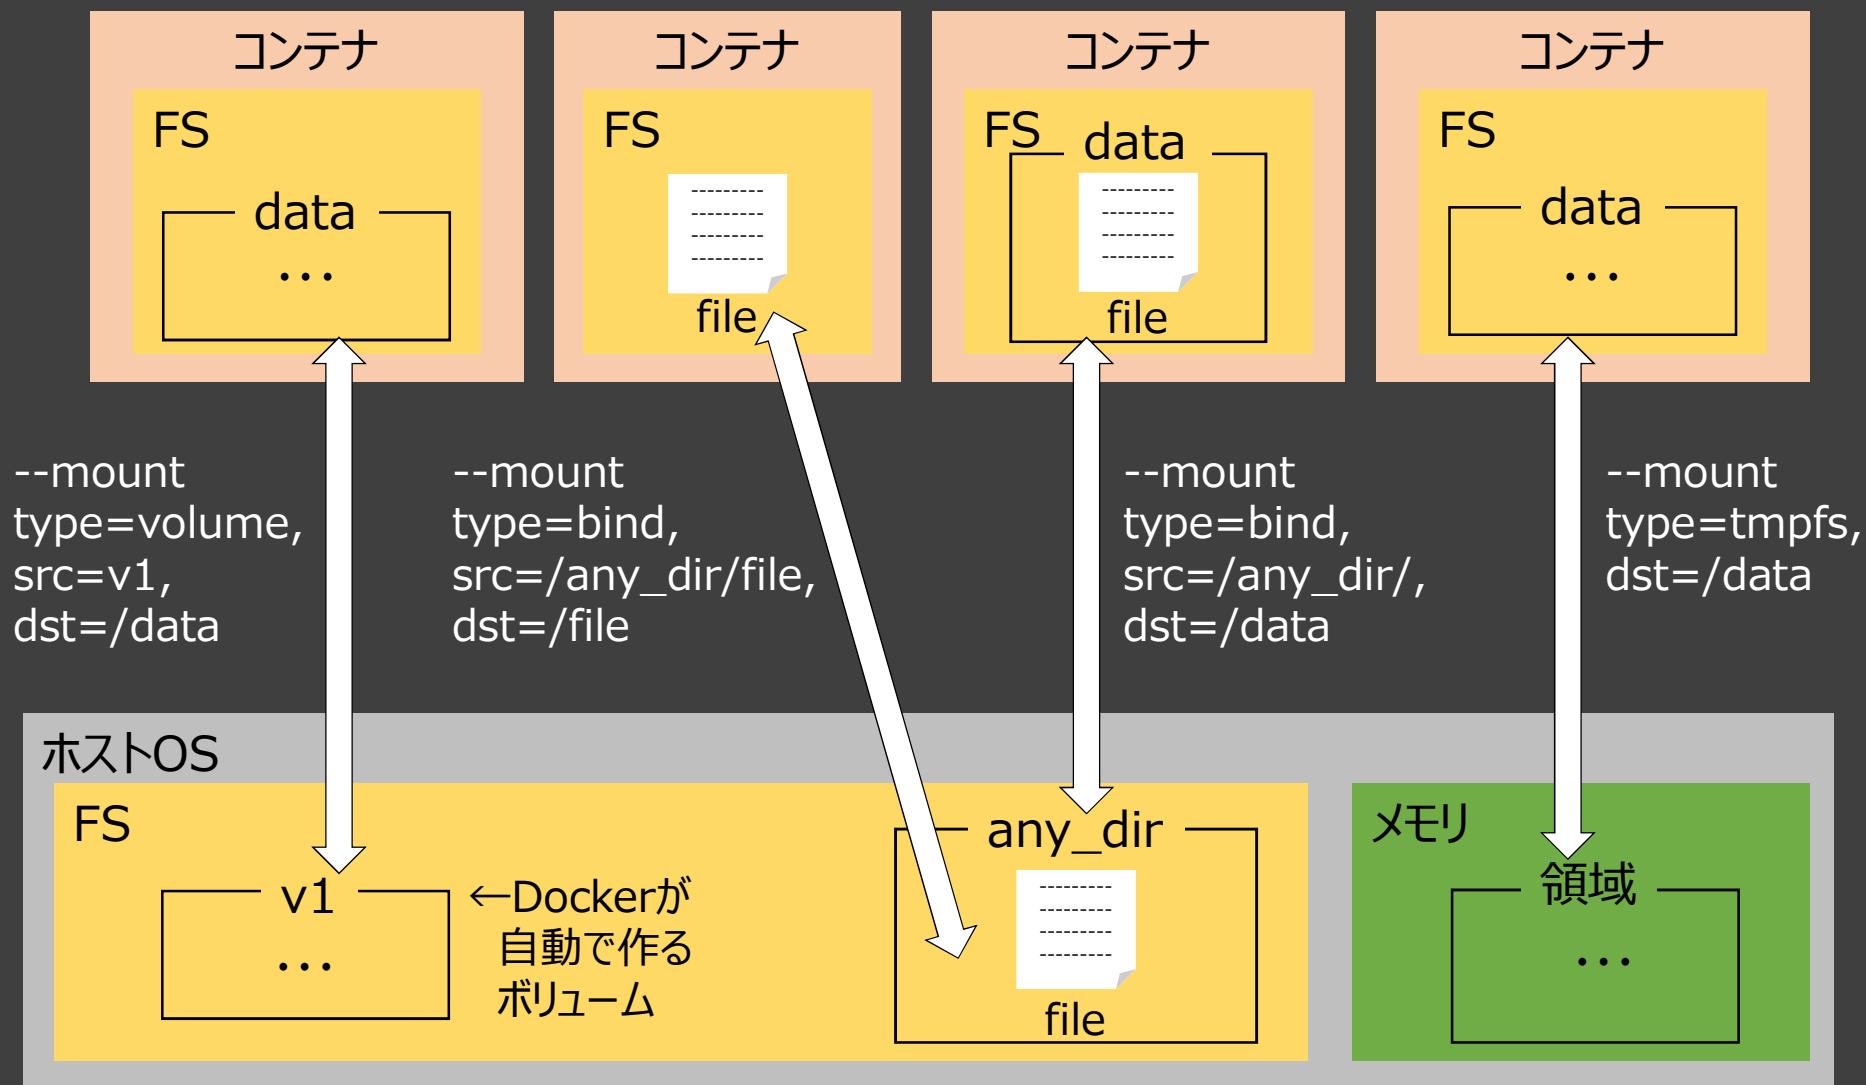 コンテナ
FS
data
...
コンテナ
FS
file
コンテナ
FS
data
file
コンテナ
FS
data
...
--mount
type=volume,
src=v1,
dst=/data
--mount
type=bind,
src=/any_dir/file,
dst=/file
--mount
type=bind,
src=/any_dir/,
dst=/data
--mount
type=tmpfs,
dst=/data
ホストOS
FS
v1
...
←Dockerが
自動で作る
ボリューム
any_dir
file
メモリ
領域
...